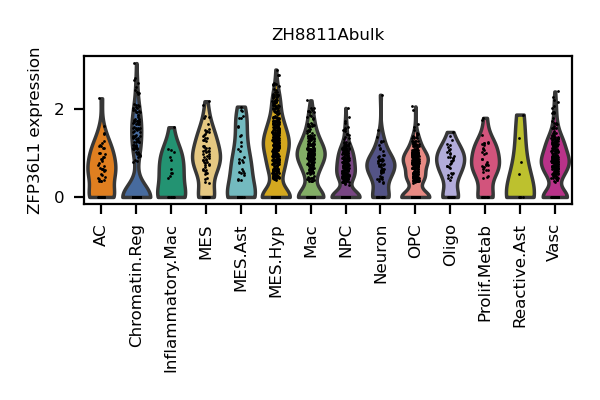 ZH8811Abulk
ZFP36L1 expression
2
0
AC
Chromatin.Reg
Inflammatory.Mac
MES
MES.Ast
MES.Hyp
Mac
NPC
Neuron
OPC
Oligo
Prolif.Metab
Reactive.Ast
Vasc